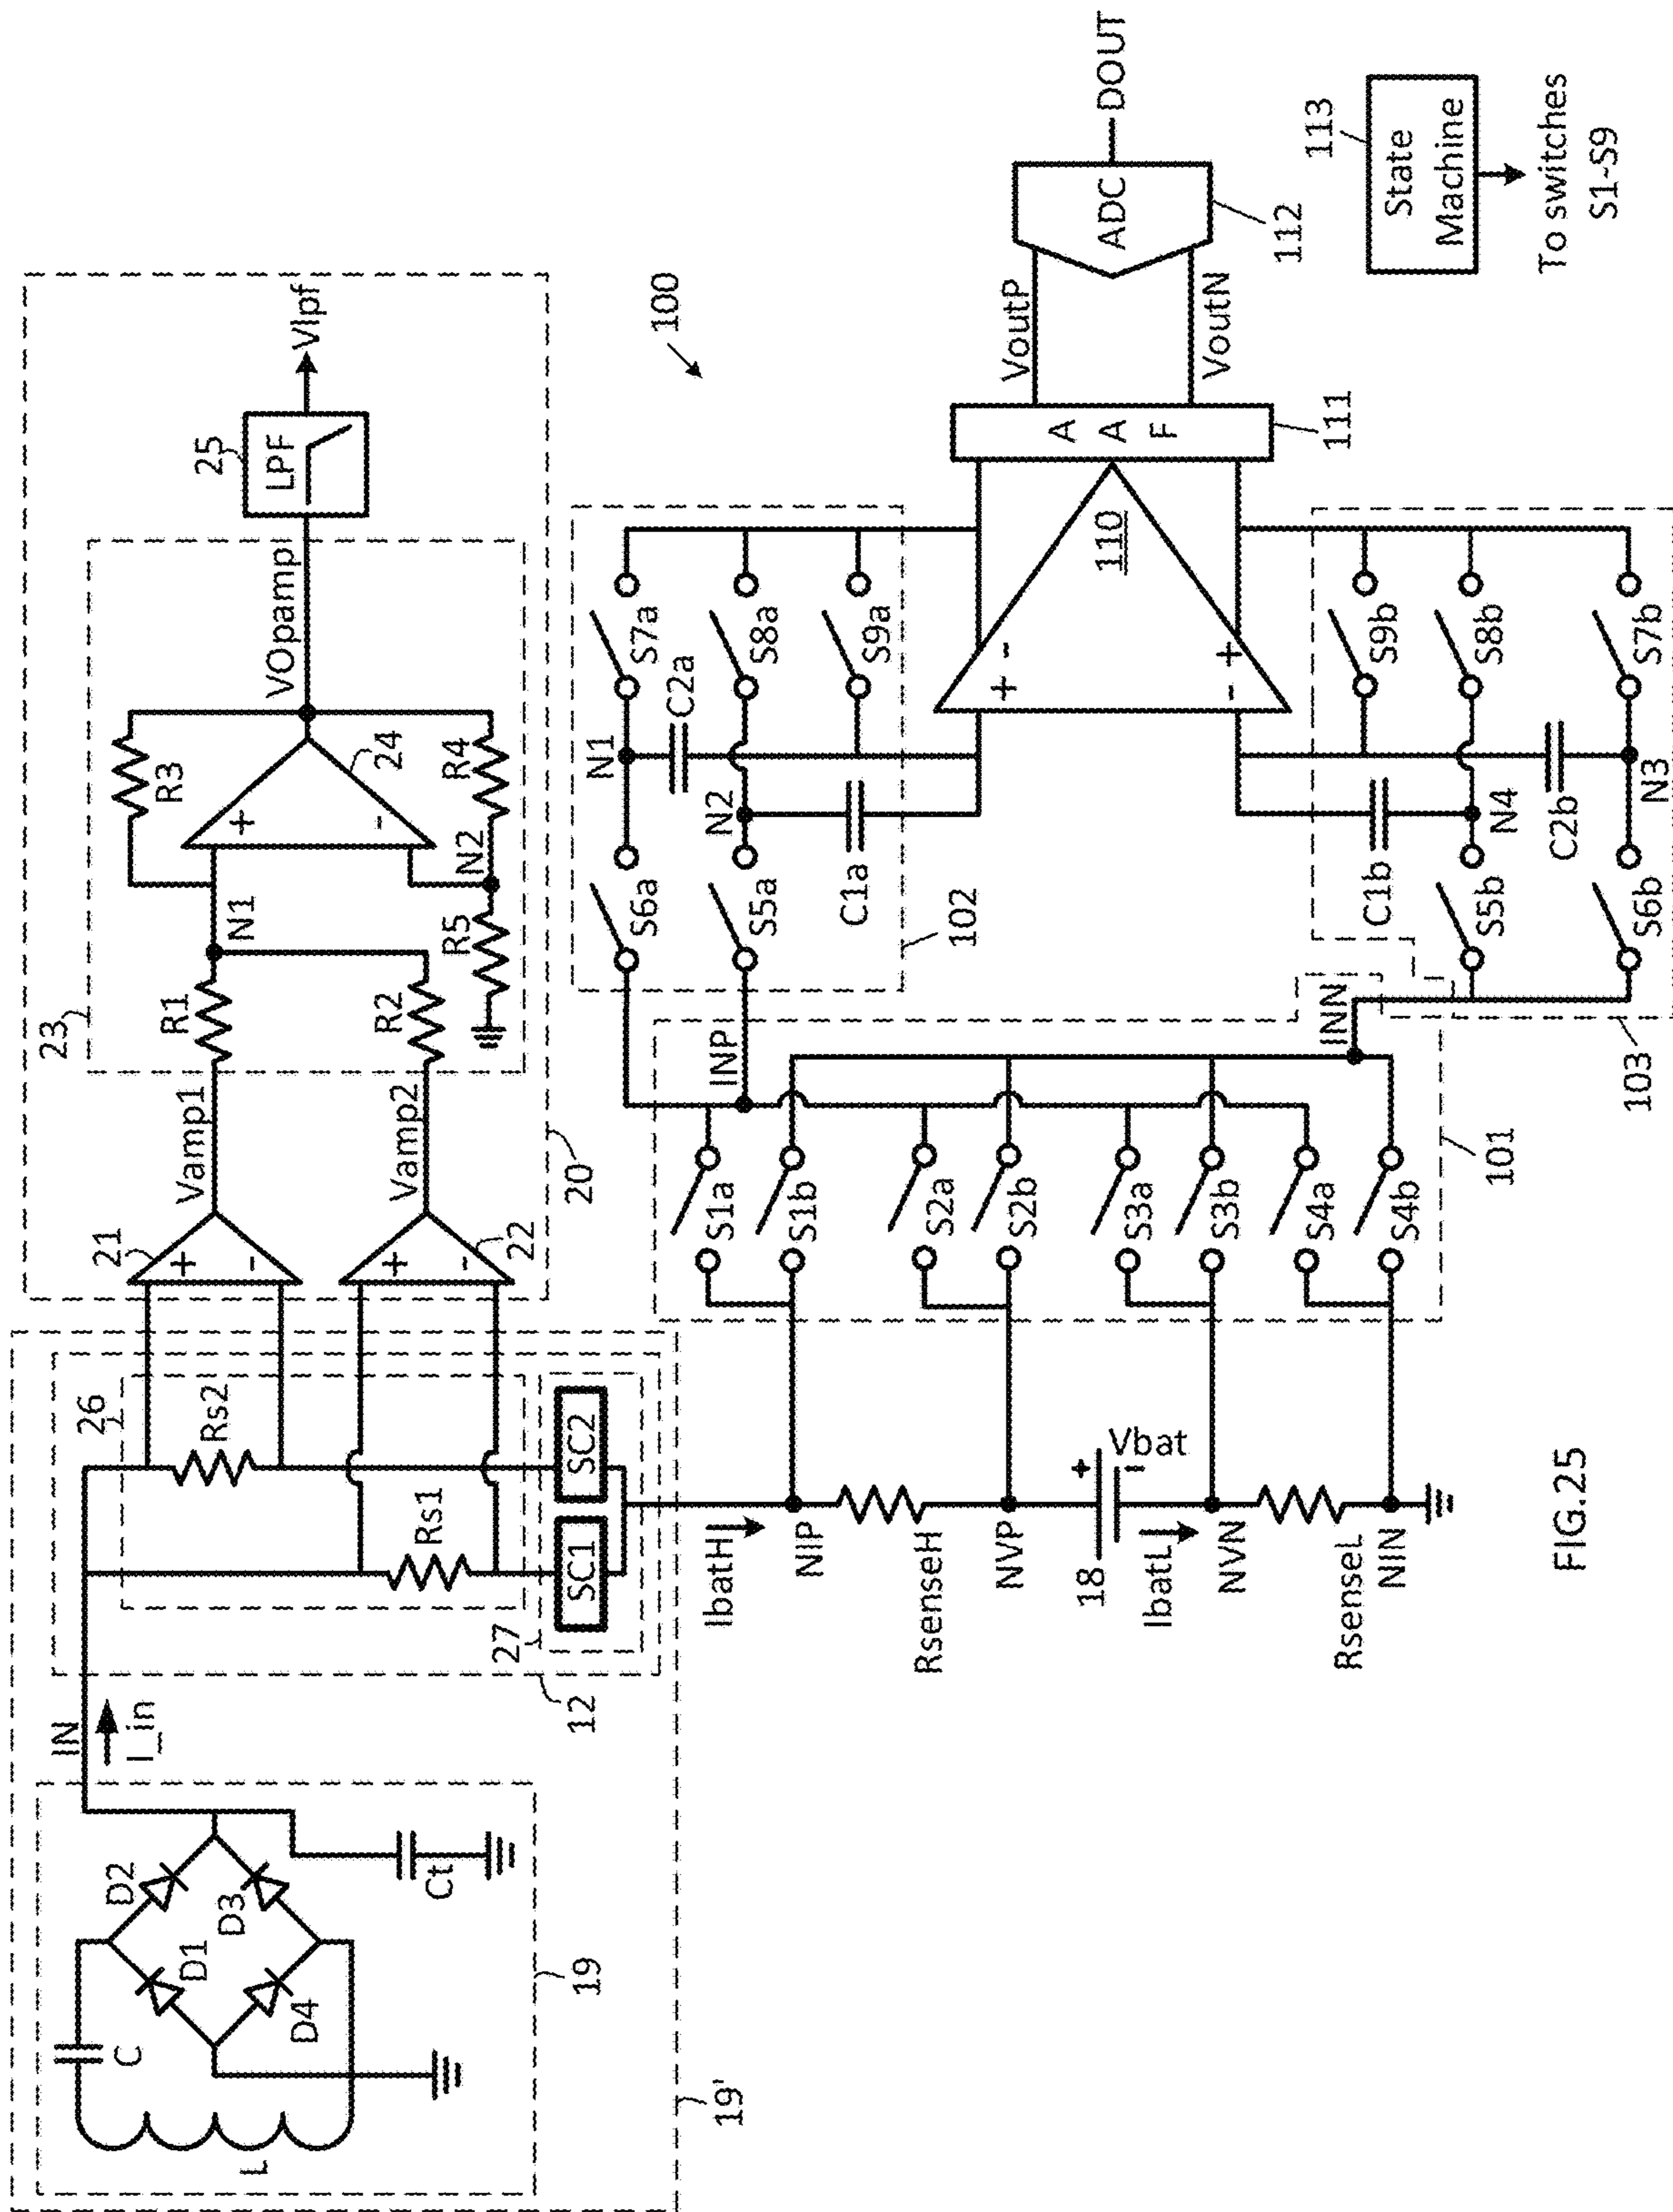 IN
I_in
L
C
D1
D2
D3
D4
Ct
19
19'
12
26
27
Rs2
Rs1
SC1
SC2
21
22
+
-
+
-
Vamp1
Vamp2
20
23
R1
R2
N1
R3
+
-
24
N2
R4
R5
VOpamp
25
LPF
Vlpf
100
IbatH
NIP
RsenseH
NVP
18
+
-
Vbat
IbatL
NVN
RsenseL
NIN
S1a
S1b
S2a
S2b
S3a
S3b
S4a
S4b
101
INP
INN
102
S6a
S5a
N1
N2
C2a
C1a
S7a
S8a
S9a
+
-
-
+
110
103
S5b
S6b
C1b
C2b
N4
N3
S9b
S8b
S7b
AAF
111
VoutP
VoutN
ADC
112
DOUT
113
State
Machine
To switches
S1-S9
FIG.25